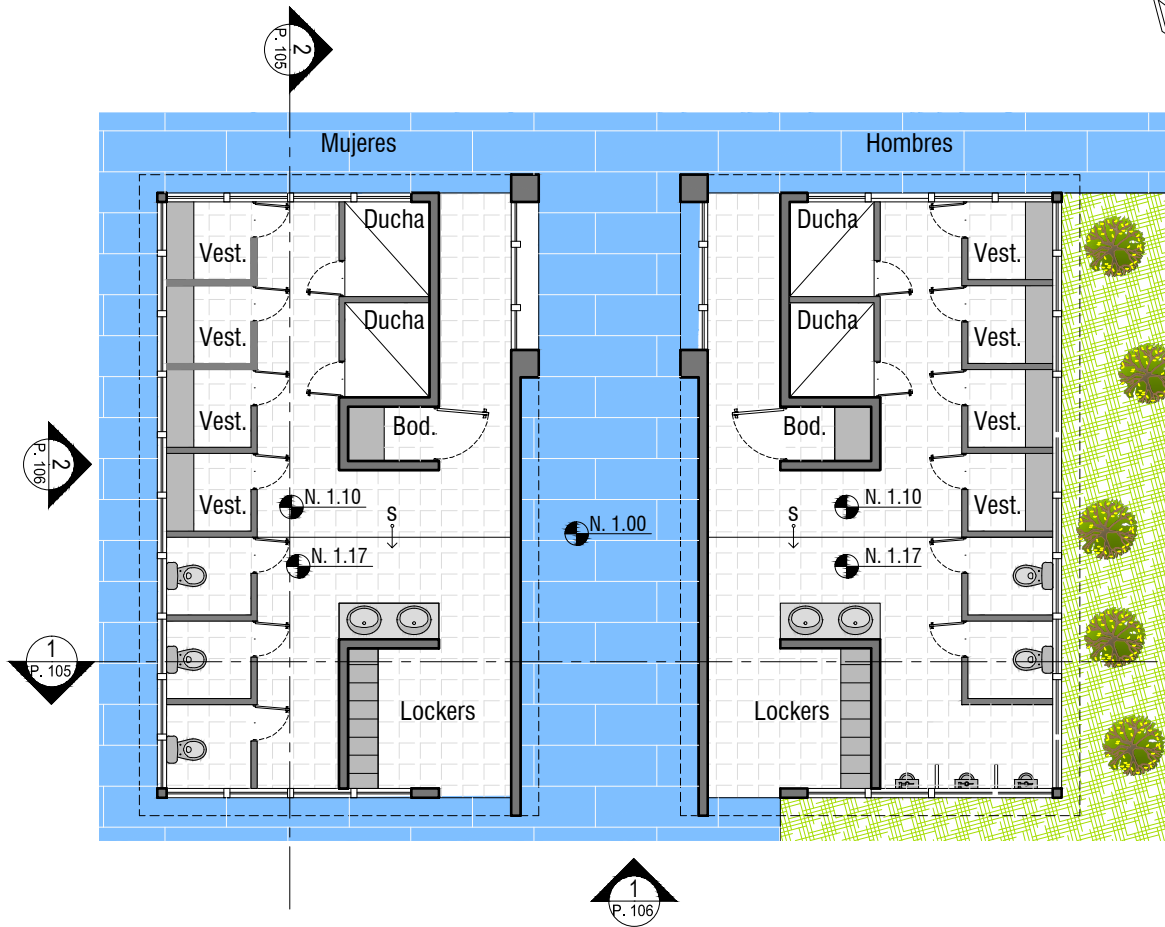 2
P. 105
Mujeres
Hombres
Ducha
Ducha
Vest.
Vest.
Vest.
Vest.
Ducha
Ducha
Vest.
Vest.
Vest.
Vest.
Bod.
Bod.
2
P. 106
N. 1.10
S
N. 1.00
S
N. 1.10
N. 1.17
N. 1.17
1
P. 105
Lockers
Lockers
1
P. 106